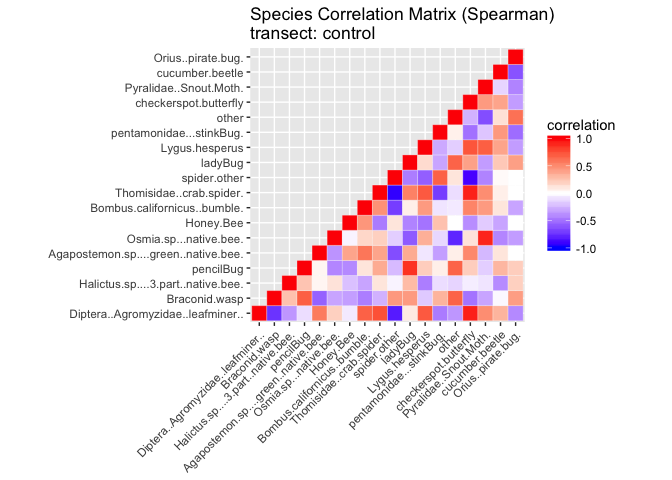 Species Correlation Matrix (Spearman)
transect: control
Orius..pirate.bug.
cucumber.beetle
Pyralidae..Snout.Moth.
checkerspot.butterfly
other
pentamonidae...stinkBug.
Lygus.hesperus
ladyBug
spider.other
Thomisidae..crab.spider.
Bombus.californicus..bumble.
Honey.Bee
Osmia.sp...native.bee.
Agapostemon.sp....green..native.bee.
pencilBug
Halictus.sp....3.part..native.bee.
Braconid.wasp
Diptera..Agromyzidae..leafminer..
Diptera..Agromyzidae..leafminer..
Braconid.wasp
Halictus.sp....3.part..native.bee.
pencilBug
Agapostemon.sp....green..native.bee.
Osmia.sp...native.bee.
Honey.Bee
Bombus.californicus..bumble.
Thomisidae..crab.spider.
spider.other
ladyBug
Lygus.hesperus
pentamonidae...stinkBug.
other
checkerspot.butterfly
Pyralidae..Snout.Moth.
cucumber.beetle
Orius..pirate.bug.
correlation
1.0
0.5
0.0
-0.5
-1.0